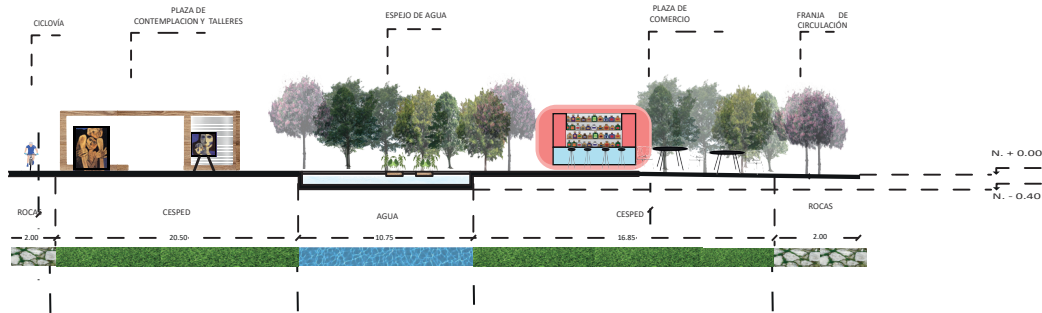 CICLOVÍA
PLAZA DE
CONTEMPLACION Y TALLERES
ESPEJO DE AGUA
PLAZA DE
COMERCIO
FRANJA DE
CIRCULACIÓN
N. + 0.00
N. - 0.40
ROCAS
CESPED
AGUA
CESPED
ROCAS
2.00
20.50
10.75
16.85
2.00